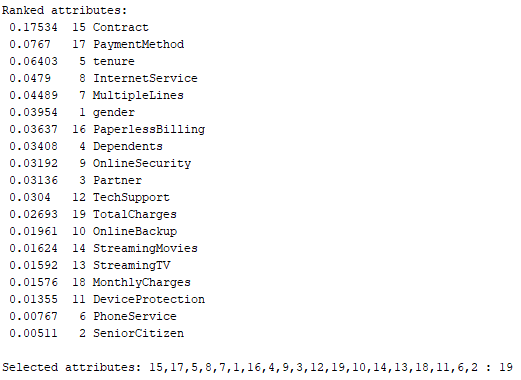 Ranked attributes:
 0.17534  15 Contract
 0.0767   17 PaymentMethod
 0.06403   5 tenure
 0.0479    8 InternetService
 0.04489   7 MultipleLines
 0.03954   1 gender
 0.03637  16 PaperlessBilling
 0.03408   4 Dependents
 0.03192   9 OnlineSecurity
 0.03136   3 Partner
 0.0304   12 TechSupport
 0.02693  19 TotalCharges
 0.01961  10 OnlineBackup
 0.01624  14 StreamingMovies
 0.01592  13 StreamingTV
 0.01576  18 MonthlyCharges
 0.01355  11 DeviceProtection
 0.00767   6 PhoneService
 0.00511   2 SeniorCitizen
Selected attributes: 15,17,5,8,7,1,16,4,9,3,12,19,10,14,13,18,11,6,2 : 19